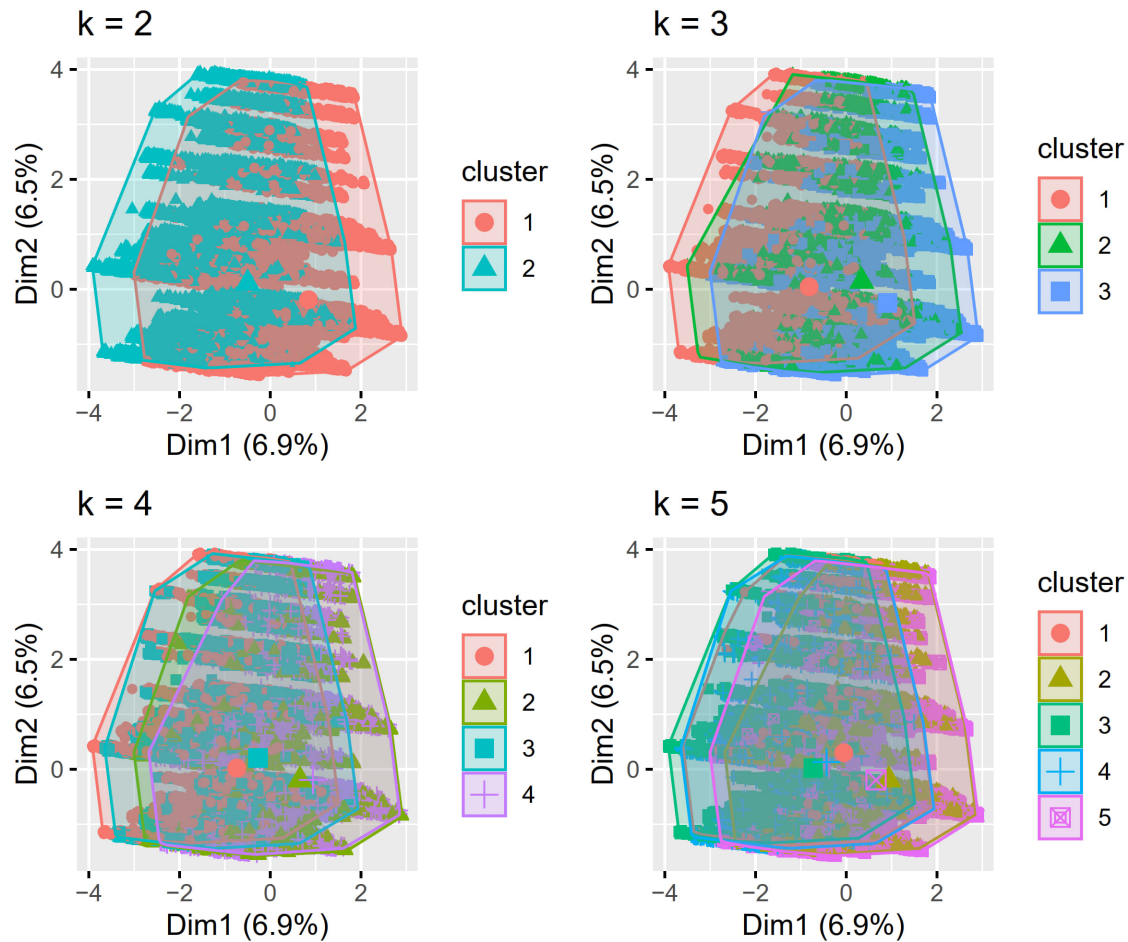 k = 2
4
2
0
Dim2 (6.5%)
−4
−2
0
2
Dim1 (6.9%)
cluster
1
2
k = 3
4
2
0
Dim2 (6.5%)
−4
−2
0
2
Dim1 (6.9%)
cluster
1
2
3
k = 4
4
2
0
Dim2 (6.5%)
−4
−2
0
2
Dim1 (6.9%)
cluster
1
2
3
4
k = 5
4
2
0
Dim2 (6.5%)
−4
−2
0
2
Dim1 (6.9%)
cluster
1
2
3
4
5